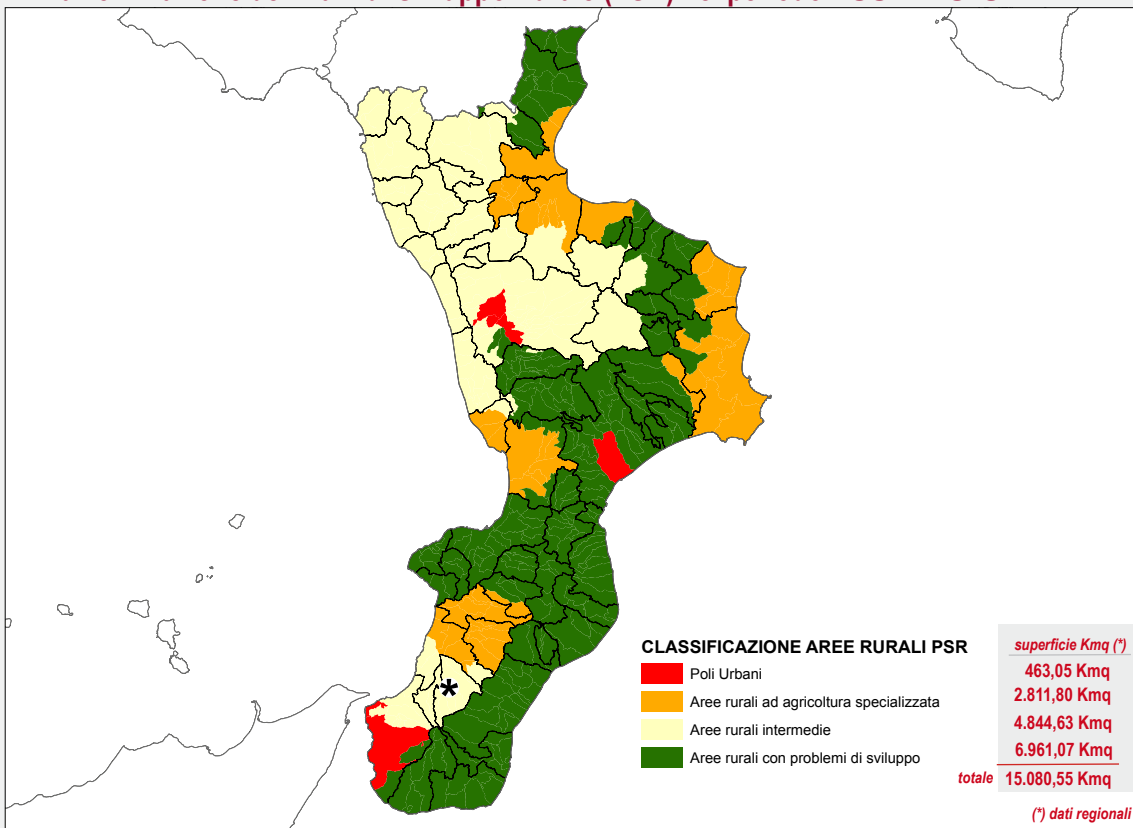 CLASSIFICAZIONE AREE RURALI PSR
superficie Kmq (*)
Poli Urbani
463,05 Kmq
Aree rurali ad agricoltura specializzata
2.811,80 Kmq
Aree rurali intermedie
4.844,63 Kmq
Aree rurali con problemi di sviluppo
6.961,07 Kmq
totale 15.080,55 Kmq
(*) dati regionali
*